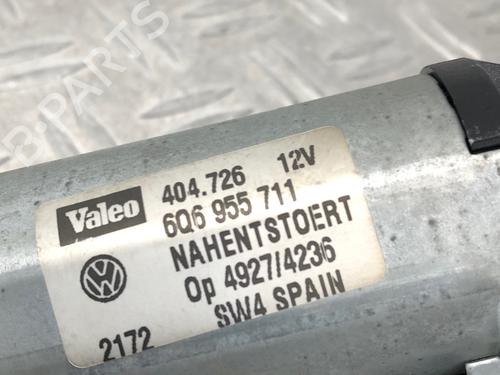 Valeo 404.726 12V
6Q6 955 711
NAHENTSTOERT
Op 4927/4236
2172 SW4 SPAIN
B-PARTS